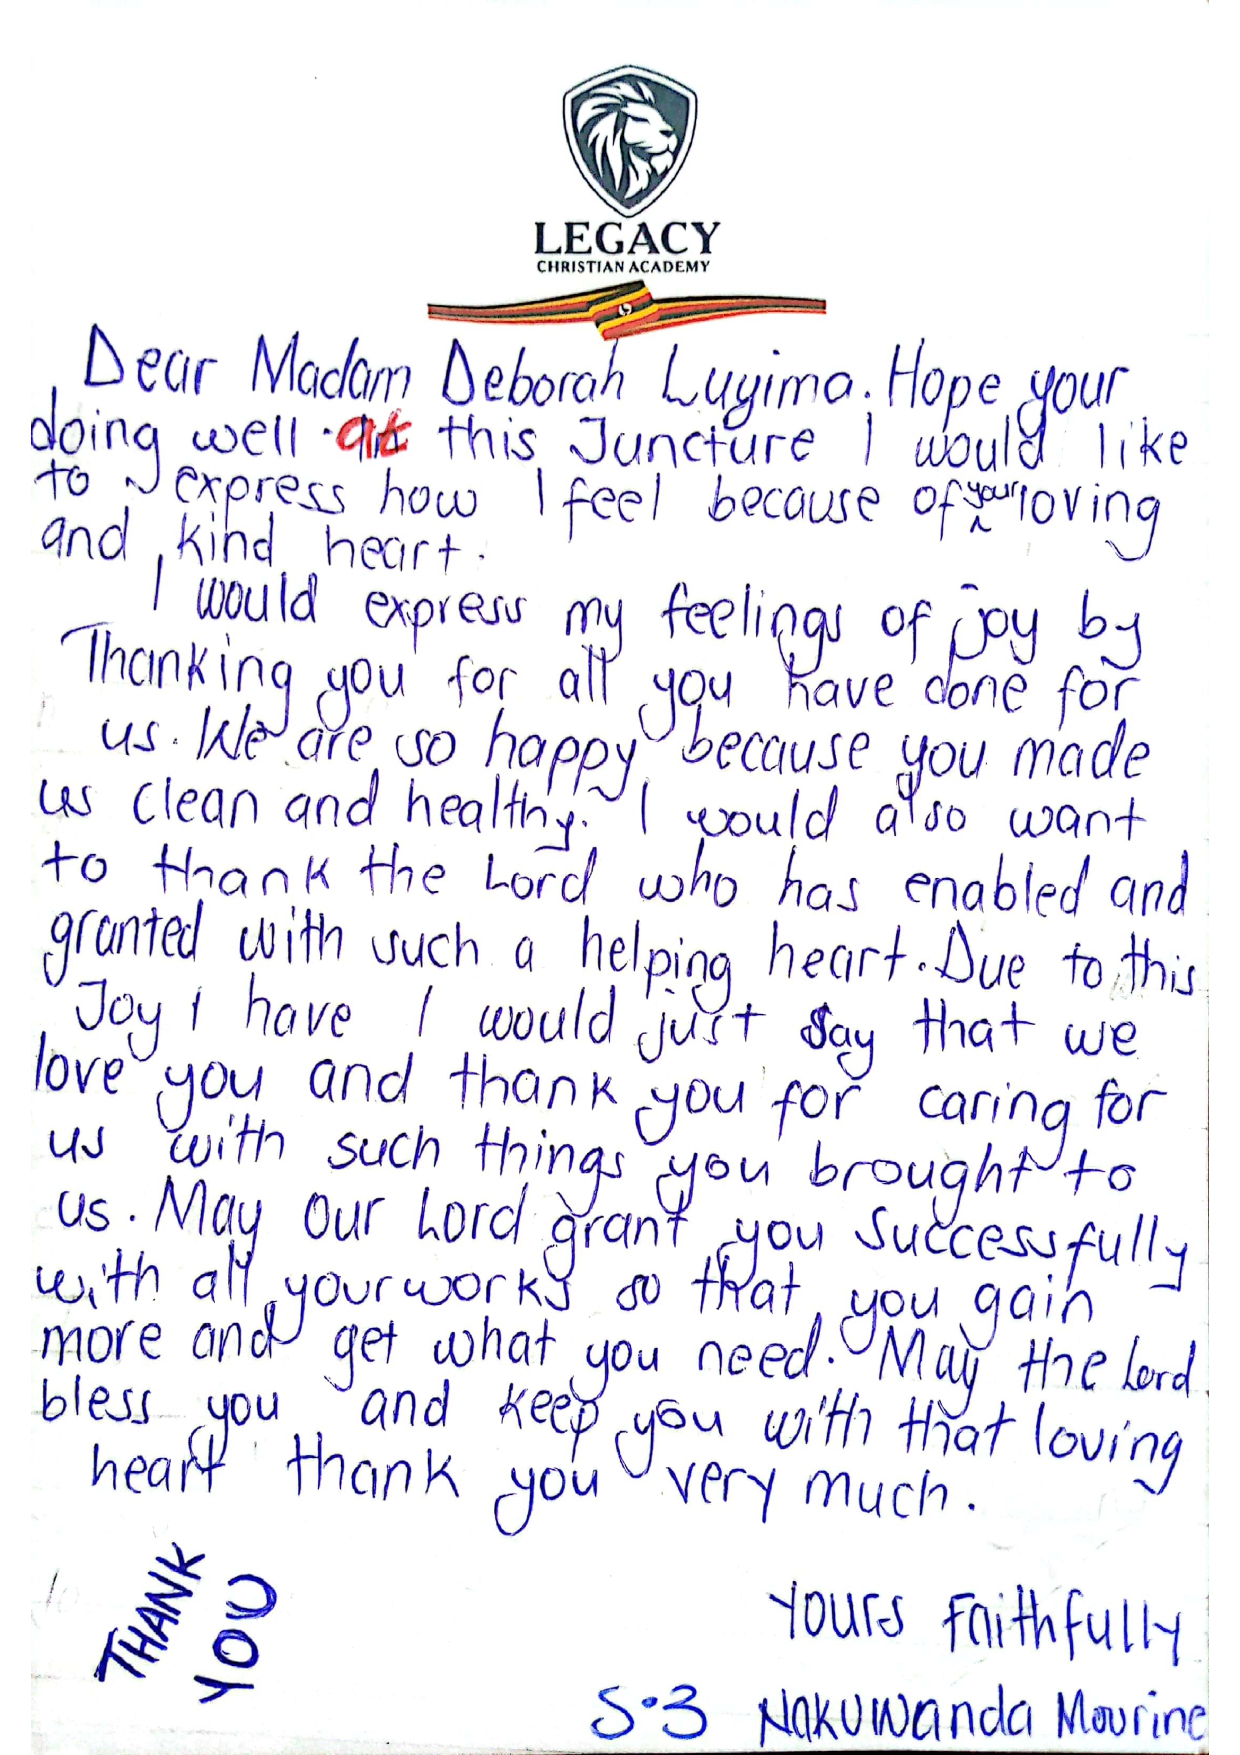 LEGACY
CHRISTIAN ACADEMY
Dear Madam Deborah Luyima. Hope your
doing well at this Juncture I would like
to express how I feel because of your loving
and kind heart.
I would express my feelings of joy by
Thanking you for all you have done for
us. We are so happy because you made
us clean and healthy. I would also want
to thank the Lord who has enabled and
granted with such a helping heart. Due to this
Joy I have I would just say that we
love you and thank you for caring for
us with such things you brought to
us. May our Lord grant you successfully
with all your works so that you gain
more and get what you need. May the Lord
bless you and keep you with that loving
heart thank you very much.
THANK
YOU
Yours Faithfully
S.3 Nakuwanda Mourine